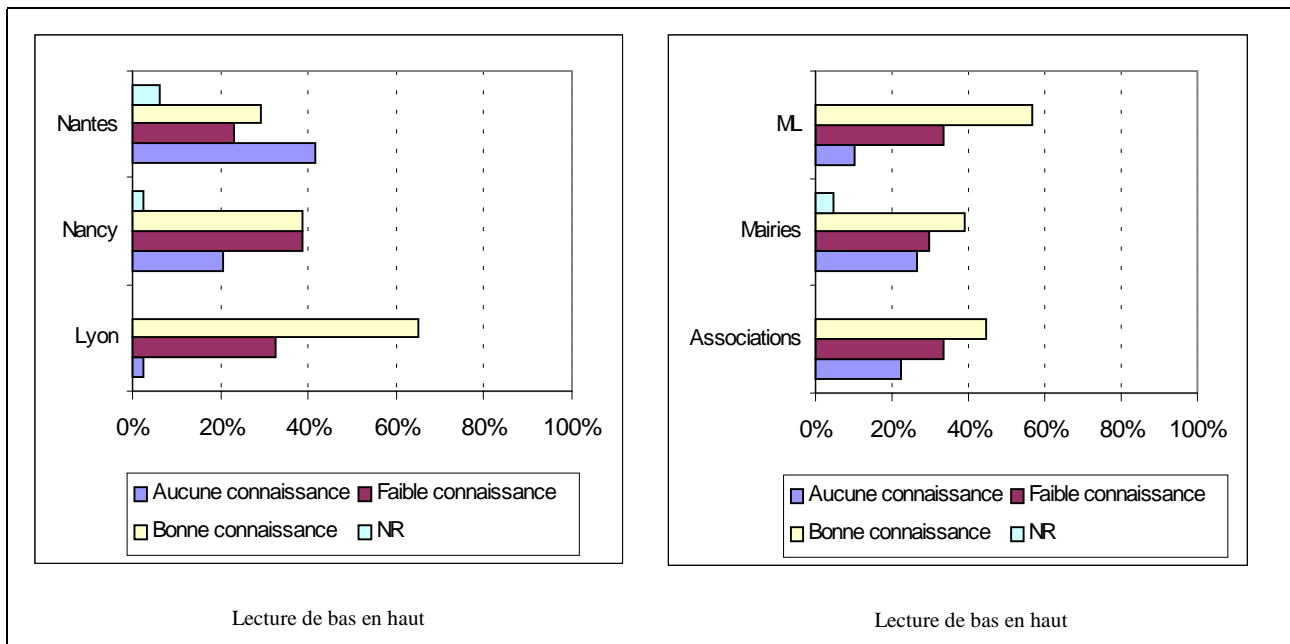 Nantes
Nancy
Lyon
0% 20% 40% 60% 80% 100%
Aucune connaissance Faible connaissance
Bonne connaissance NR
Lecture de bas en haut
ML
Mairies
Associations
0% 20% 40% 60% 80% 100%
Aucune connaissance Faible connaissance
Bonne connaissance NR
Lecture de bas en haut